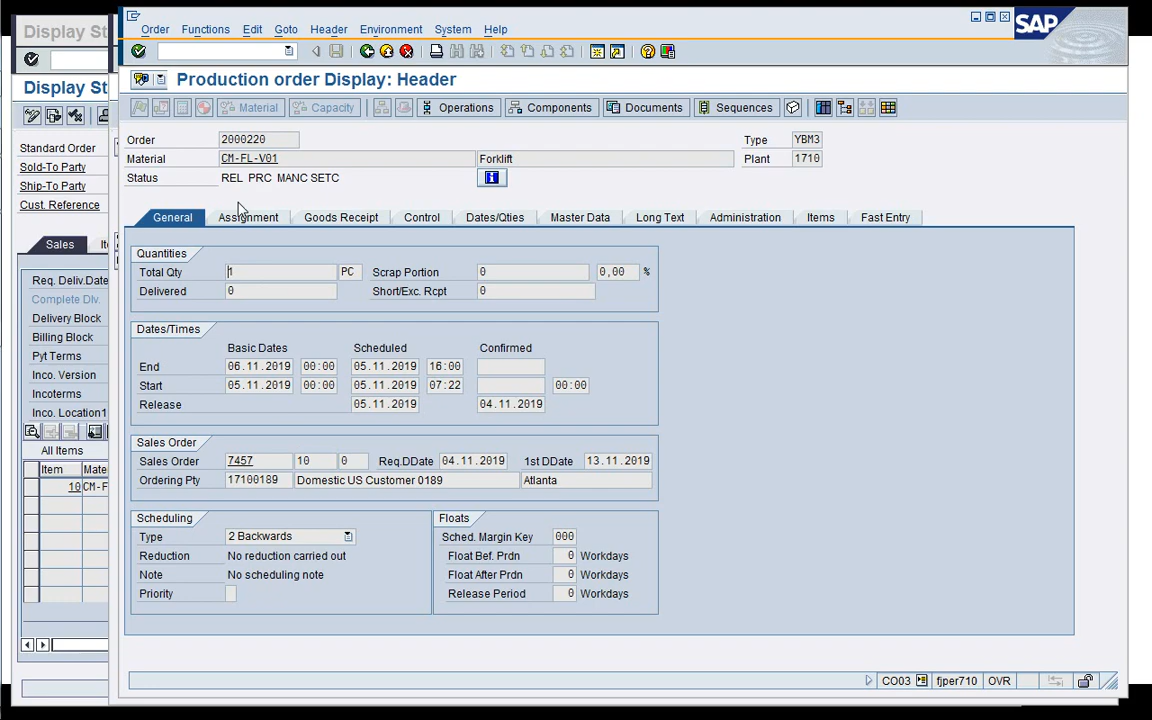 Display St
Display St
Standard Order
Sold-To Party
Ship-To Party
Cust. Reference
Sales
Req. Deliv.Date
Complete Dlv.
Delivery Block
Billing Block
Pyt Terms
Inco. Version
Incoterms
Inco. Location1
All Items
Item Mate
10 CM-F
Order Functions Edit Goto Header Environment System Help
SAP
Production order Display: Header
Material Capacity Operations Components Documents Sequences
Order 2000220 Type YBM3
Material CM-FL-V01 Forklift Plant 1710
Status REL PRC MANC SETC
General Assignment Goods Receipt Control Dates/Qties Master Data Long Text Administration Items Fast Entry
Quantities
Total Qty 1 PC Scrap Portion 0 0,00 %
Delivered 0 Short/Exc. Rcpt 0
Dates/Times
Basic Dates Scheduled Confirmed
End 06.11.2019 00:00 05.11.2019 16:00
Start 05.11.2019 00:00 05.11.2019 07:22 00:00
Release 05.11.2019 04.11.2019
Sales Order
Sales Order 7457 10 0 Req.DDate 04.11.2019 1st DDate 13.11.2019
Ordering Pty 17100189 Domestic US Customer 0189 Atlanta
Scheduling
Type 2 Backwards
Reduction No reduction carried out
Note No scheduling note
Priority
Floats
Sched. Margin Key 000
Float Bef. Prdn 0 Workdays
Float After Prdn 0 Workdays
Release Period 0 Workdays
CO03 fjper710 OVR